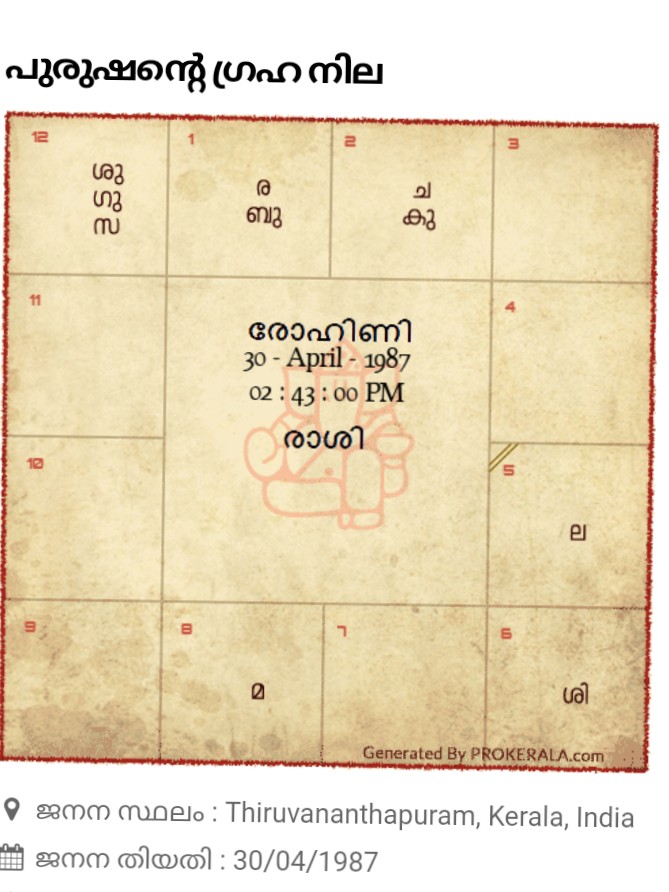 പുരുഷന്റെ ഗ്രഹ നില
12
ശു
ഗു
സ
1
ര
ബു
2
ച
കു
3
11
രോഹിണി
30 - April - 1987
02 : 43 : 00 PM
രാശി
4
10
5
ല
9
8
മ
7
6
ശി
Generated By PROKERALA.com
ജനന സ്ഥലം : Thiruvananthapuram, Kerala, India
ജനന തിയതി : 30/04/1987